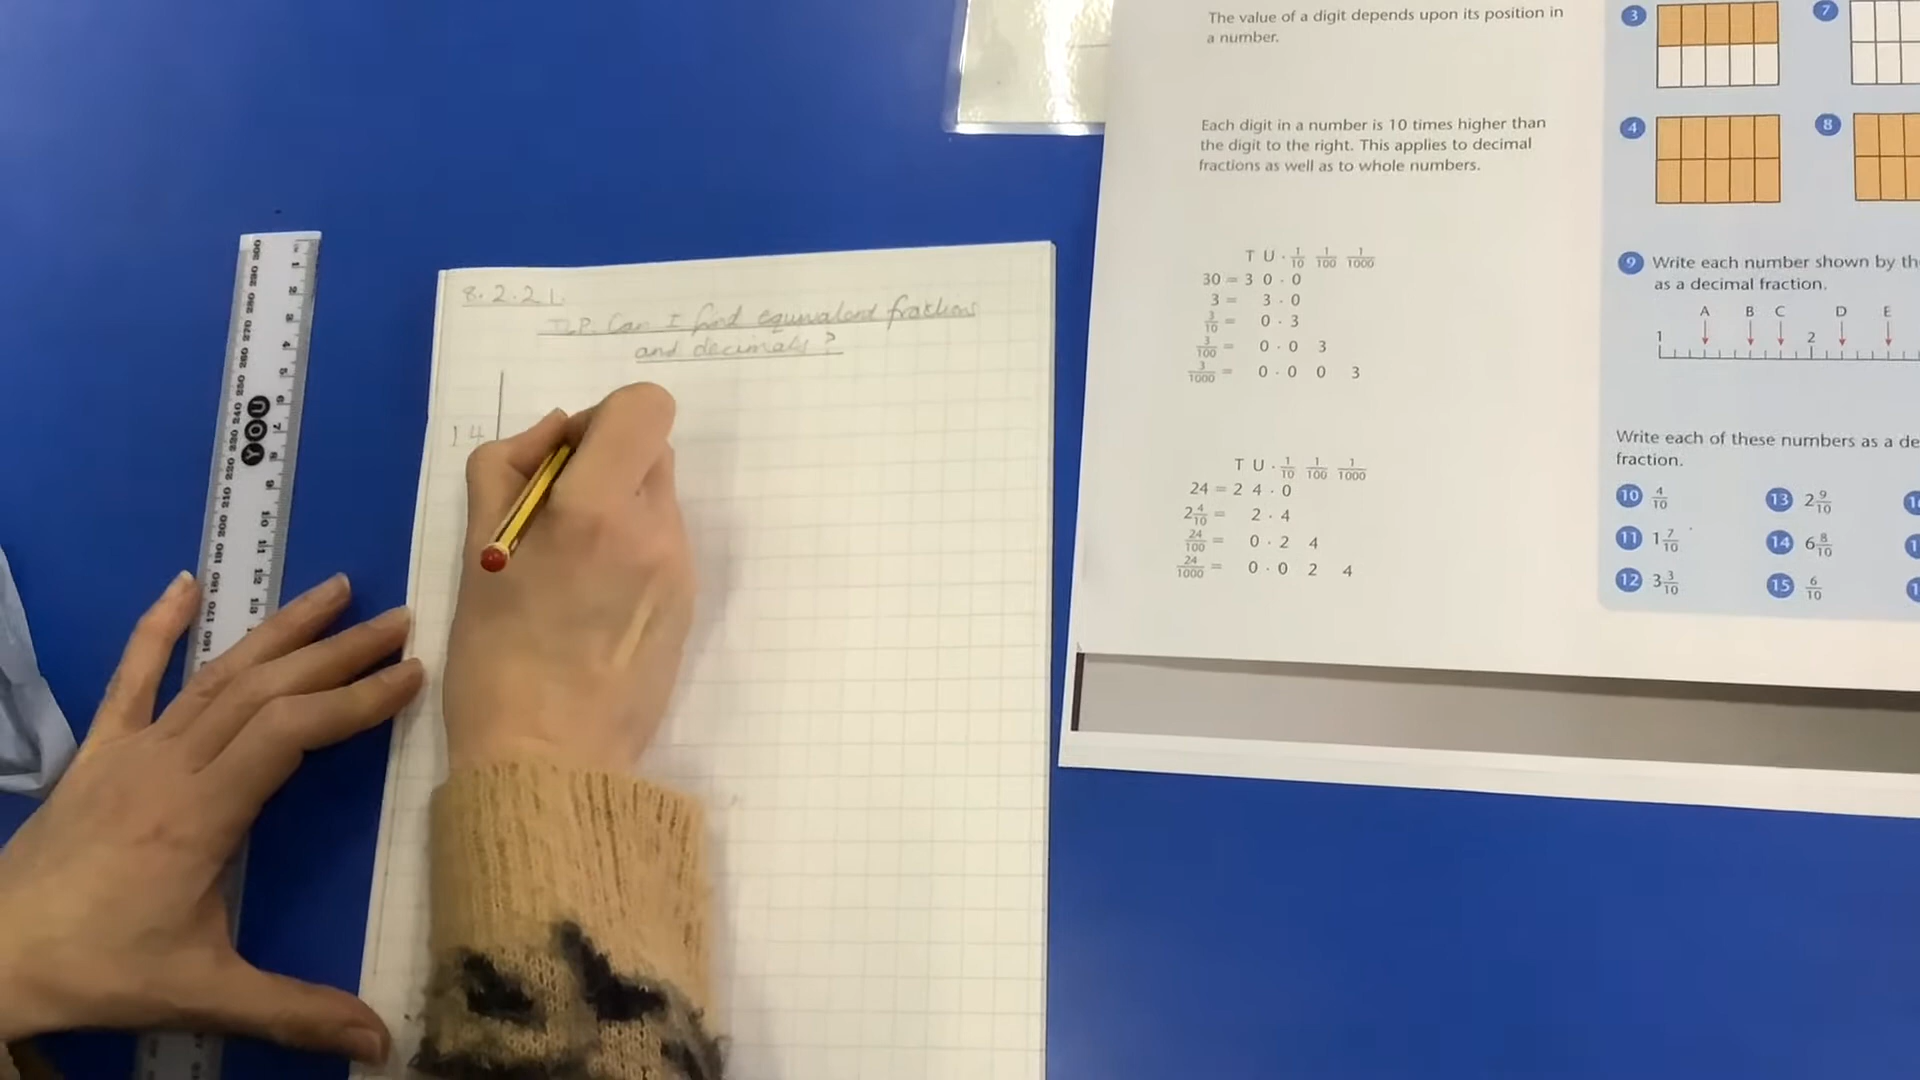 8.2.21.
Can I find equivalent fractions
and decimals?
14
YOU
The value of a digit depends upon its position in
a number.
Each digit in a number is 10 times higher than
the digit to the right. This applies to decimal
fractions as well as to whole numbers.
T U · 1/10 1/100 1/1000
30 = 3 0 · 0
3 = 3 · 0
3/10 = 0 · 3
3/100 = 0 · 0 3
3/1000 = 0 · 0 0 3
T U · 1/10 1/100 1/1000
24 = 2 4 · 0
2 4/10 = 2 · 4
24/100 = 0 · 2 4
24/1000 = 0 · 0 2 4
3
7
4
8
9 Write each number shown by th
as a decimal fraction.
A B C D E
1 2
Write each of these numbers as a de
fraction.
10 4/10
13 2 9/10
11 1 7/10
14 6 8/10
12 3 3/10
15 6/10